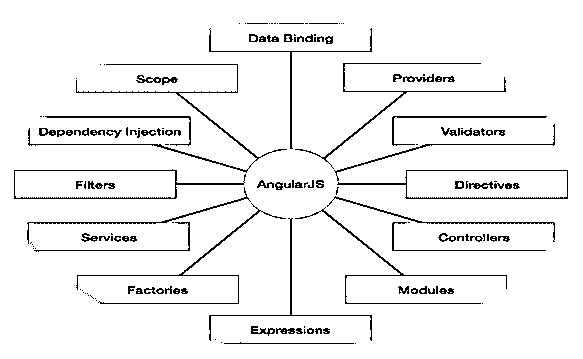 Data Binding
Scope
Providers
Dependency Injection
Validators
Filters
AngularJS
Directives
Services
Controllers
Factories
Modules
Expressions